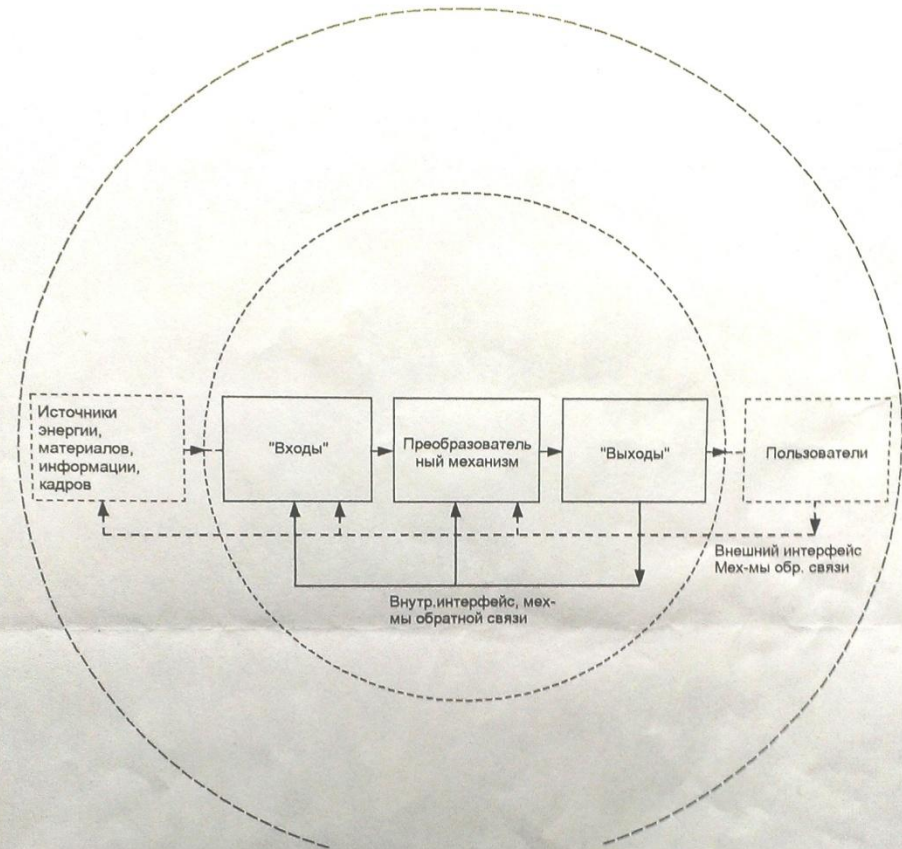 Источники
энергии,
материалов,
информации,
кадров
"Входы"
Преобразователь
ный механизм
"Выходы"
Пользователи
Внешний интерфейс
Мех-мы обр. связи
Внутр.интерфейс, мех-
мы обратной связи